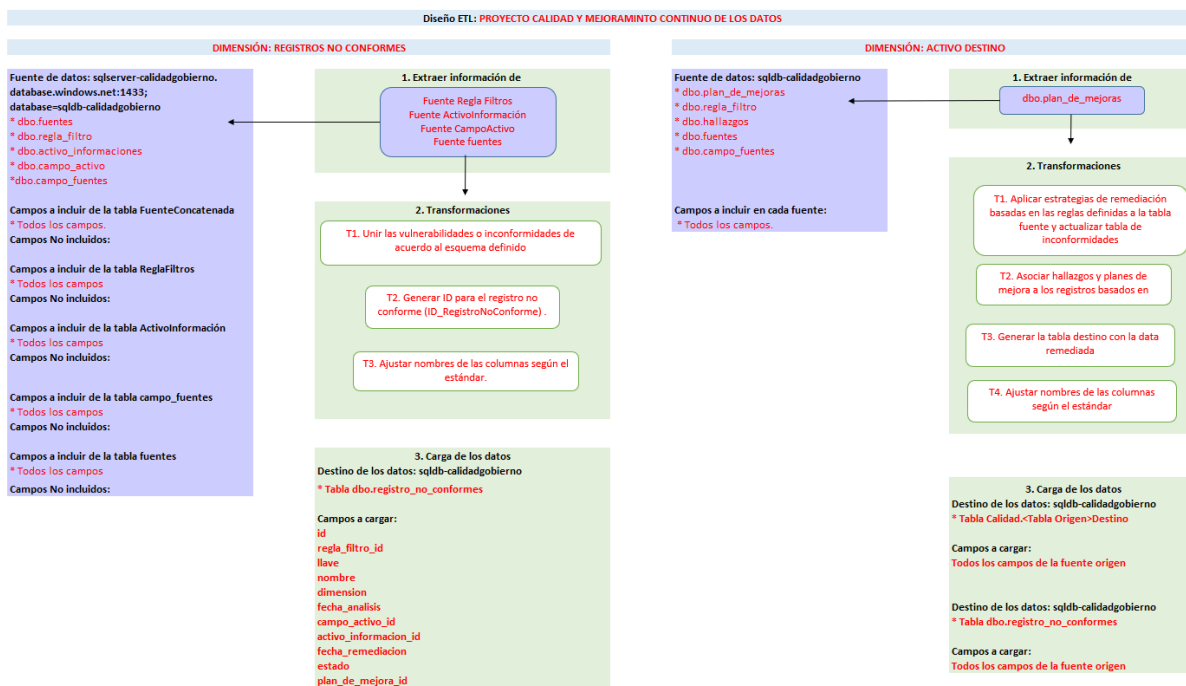 Diseño ETL: PROYECTO CALIDAD Y MEJORAMINTO CONTINUO DE LOS DATOS
DIMENSIÓN: REGISTROS NO CONFORMES
Fuente de datos: sqlserver-calidadgobierno.
database.windows.net:1433;
database=sqldb-calidadgobierno
* dbo.fuentes
* dbo.regla_filtro
* dbo.activo_informaciones
* dbo.campo_activo
*dbo.campo_fuentes
Campos a incluir de la tabla FuenteConcatenada
* Todos los campos.
Campos No incluidos:
Campos a incluir de la tabla ReglaFiltros
* Todos los campos
Campos No incluidos:
Campos a incluir de la tabla ActivoInformación
* Todos los campos
Campos No incluidos:
Campos a incluir de la tabla campo_fuentes
* Todos los campos
Campos No incluidos:
Campos a incluir de la tabla fuentes
* Todos los campos
Campos No incluidos:
1. Extraer información de
Fuente Regla Filtros
Fuente ActivoInformación
Fuente CampoActivo
Fuente fuentes
2. Transformaciones
T1. Unir las vulnerabilidades o inconformidades de
acuerdo al esquema definido
T2. Generar ID para el registro no
conforme (ID_RegistroNoConforme) .
T3. Ajustar nombres de las columnas según el
estándar.
3. Carga de los datos
Destino de los datos: sqldb-calidadgobierno
* Tabla dbo.registro_no_conformes
Campos a cargar:
id
regla_filtro_id
llave
nombre
dimension
fecha_analisis
campo_activo_id
activo_informacion_id
fecha_remediacion
estado
plan_de_mejora_id
DIMENSIÓN: ACTIVO DESTINO
Fuente de datos: sqldb-calidadgobierno
* dbo.plan_de_mejoras
* dbo.regla_filtro
* dbo.hallazgos
* dbo.fuentes
* dbo.campo_fuentes
Campos a incluir en cada fuente:
* Todos los campos.
1. Extraer información de
dbo.plan_de_mejoras
2. Transformaciones
T1. Aplicar estrategias de remediación
basadas en las reglas definidas a la tabla
fuente y actualizar tabla de
inconformidades
T2. Asociar hallazgos y planes de
mejora a los registros basados en
T3. Generar la tabla destino con la data
remediada
T4. Ajustar nombres de las columnas
según el estándar
3. Carga de los datos
Destino de los datos: sqldb-calidadgobierno
* Tabla Calidad.<Tabla Origen>Destino
Campos a cargar:
Todos los campos de la fuente origen
Destino de los datos: sqldb-calidadgobierno
* Tabla dbo.registro_no_conformes
Campos a cargar:
Todos los campos de la fuente origen